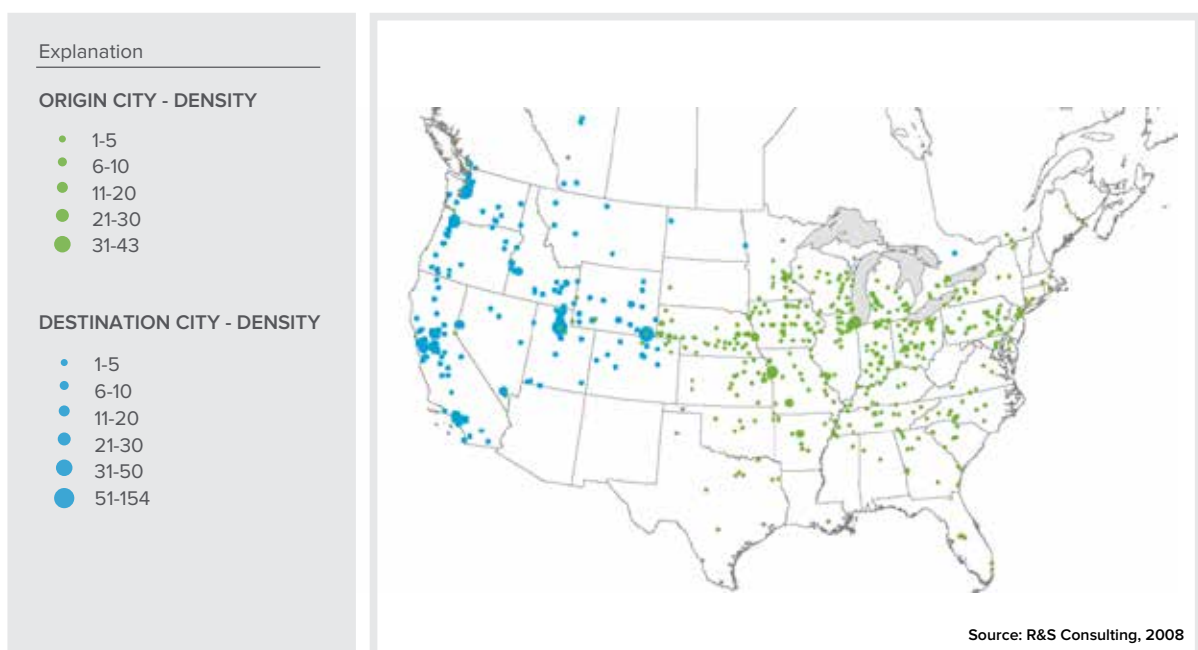 Explanation
ORIGIN CITY - DENSITY
1-5
6-10
11-20
21-30
31-43
DESTINATION CITY - DENSITY
1-5
6-10
11-20
21-30
31-50
51-154
Source: R&S Consulting, 2008